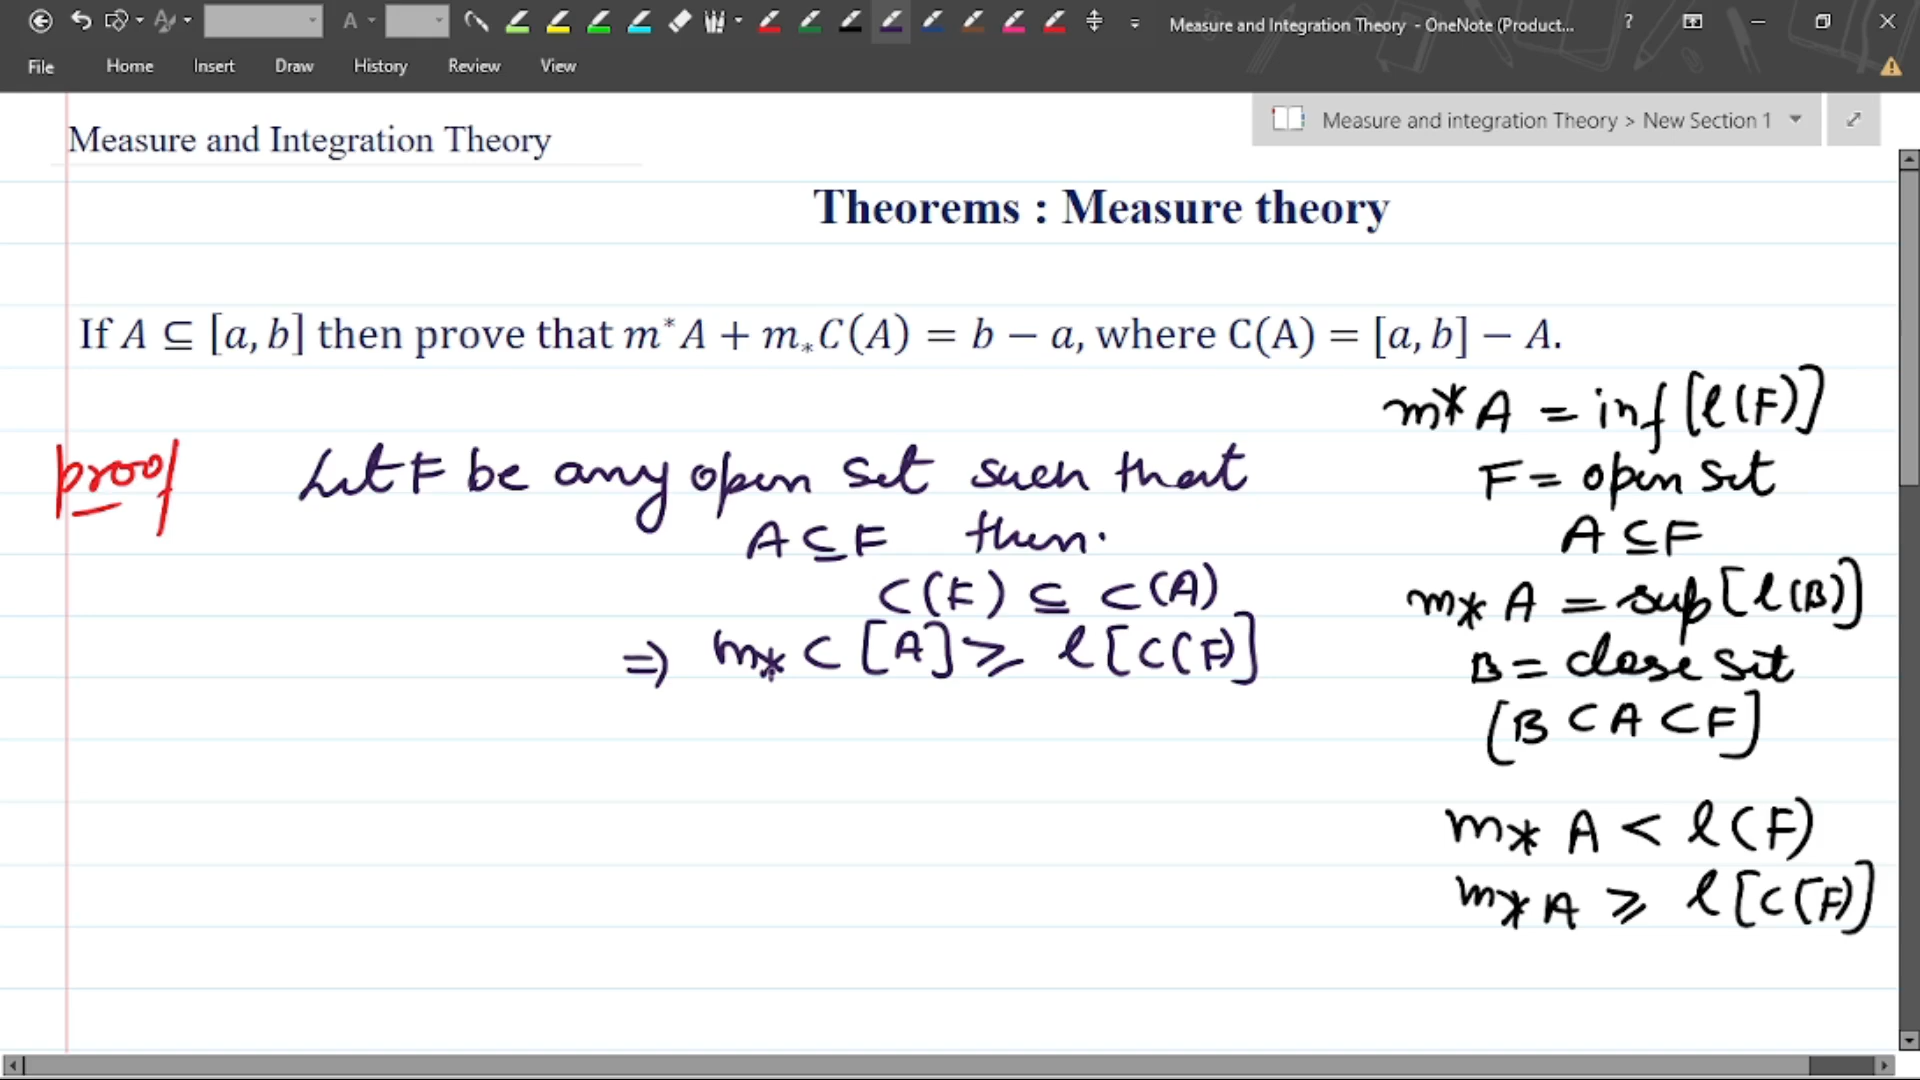 Measure and Integration Theory - OneNote (Product...
?
File Home Insert Draw History Review View
Measure and integration Theory > New Section 1
Measure and Integration Theory
Theorems : Measure theory
If A ⊆ [a, b] then prove that m*A + m₊C(A) = b − a, where C(A) = [a, b] − A.
proof Let F be any open set such that
A ⊆ F then.
C(F) ⊆ C(A)
⇒ m⁎ C [A] ⩾ l [C(F)]
m* A = inf [l(F)]
F = open set
A ⊆ F
m⁎ A = sup [l(B)]
B = close set
[B ⊂ A ⊂ F]
m⁎ A < l(F)
m⁎ A ⩾ l [C(F)]